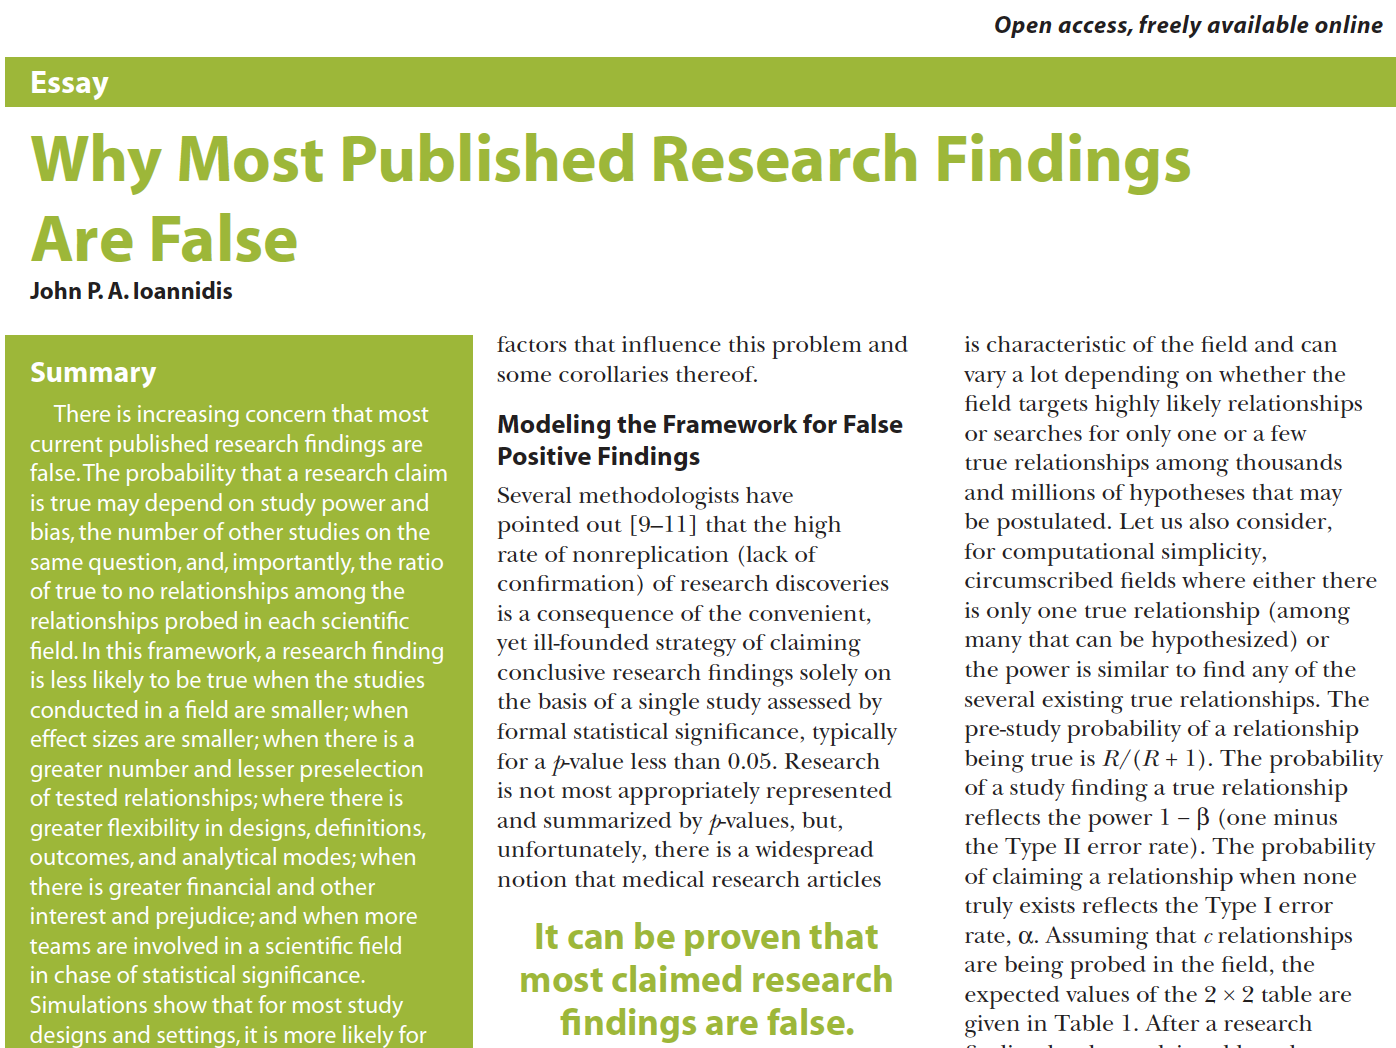 Open access, freely available online
Essay
Why Most Published Research Findings
Are False
John P. A. Ioannidis
Summary
There is increasing concern that most
current published research findings are
false. The probability that a research claim
is true may depend on study power and
bias, the number of other studies on the
same question, and, importantly, the ratio
of true to no relationships among the
relationships probed in each scientific
field. In this framework, a research finding
is less likely to be true when the studies
conducted in a field are smaller; when
effect sizes are smaller; when there is a
greater number and lesser preselection
of tested relationships; where there is
greater flexibility in designs, definitions,
outcomes, and analytical modes; when
there is greater financial and other
interest and prejudice; and when more
teams are involved in a scientific field
in chase of statistical significance.
Simulations show that for most study
designs and settings, it is more likely for
factors that influence this problem and
some corollaries thereof.
Modeling the Framework for False
Positive Findings
Several methodologists have
pointed out [9–11] that the high
rate of nonreplication (lack of
confirmation) of research discoveries
is a consequence of the convenient,
yet ill-founded strategy of claiming
conclusive research findings solely on
the basis of a single study assessed by
formal statistical significance, typically
for a p-value less than 0.05. Research
is not most appropriately represented
and summarized by p-values, but,
unfortunately, there is a widespread
notion that medical research articles
It can be proven that
most claimed research
findings are false.
is characteristic of the field and can
vary a lot depending on whether the
field targets highly likely relationships
or searches for only one or a few
true relationships among thousands
and millions of hypotheses that may
be postulated. Let us also consider,
for computational simplicity,
circumscribed fields where either there
is only one true relationship (among
many that can be hypothesized) or
the power is similar to find any of the
several existing true relationships. The
pre-study probability of a relationship
being true is R/(R + 1). The probability
of a study finding a true relationship
reflects the power 1 − β (one minus
the Type II error rate). The probability
of claiming a relationship when none
truly exists reflects the Type I error
rate, α. Assuming that c relationships
are being probed in the field, the
expected values of the 2 × 2 table are
given in Table 1. After a research